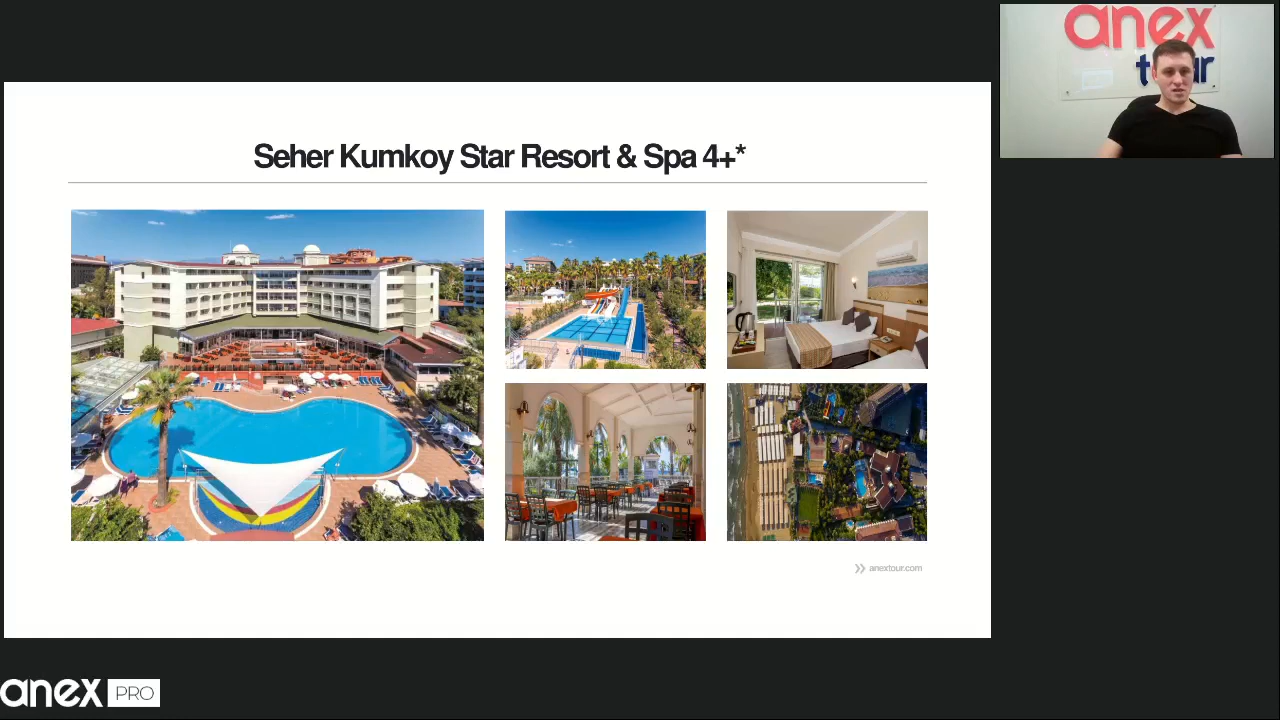 anex
tour
Seher Kumkoy Star Resort & Spa 4+*
anextour.com
anex PRO